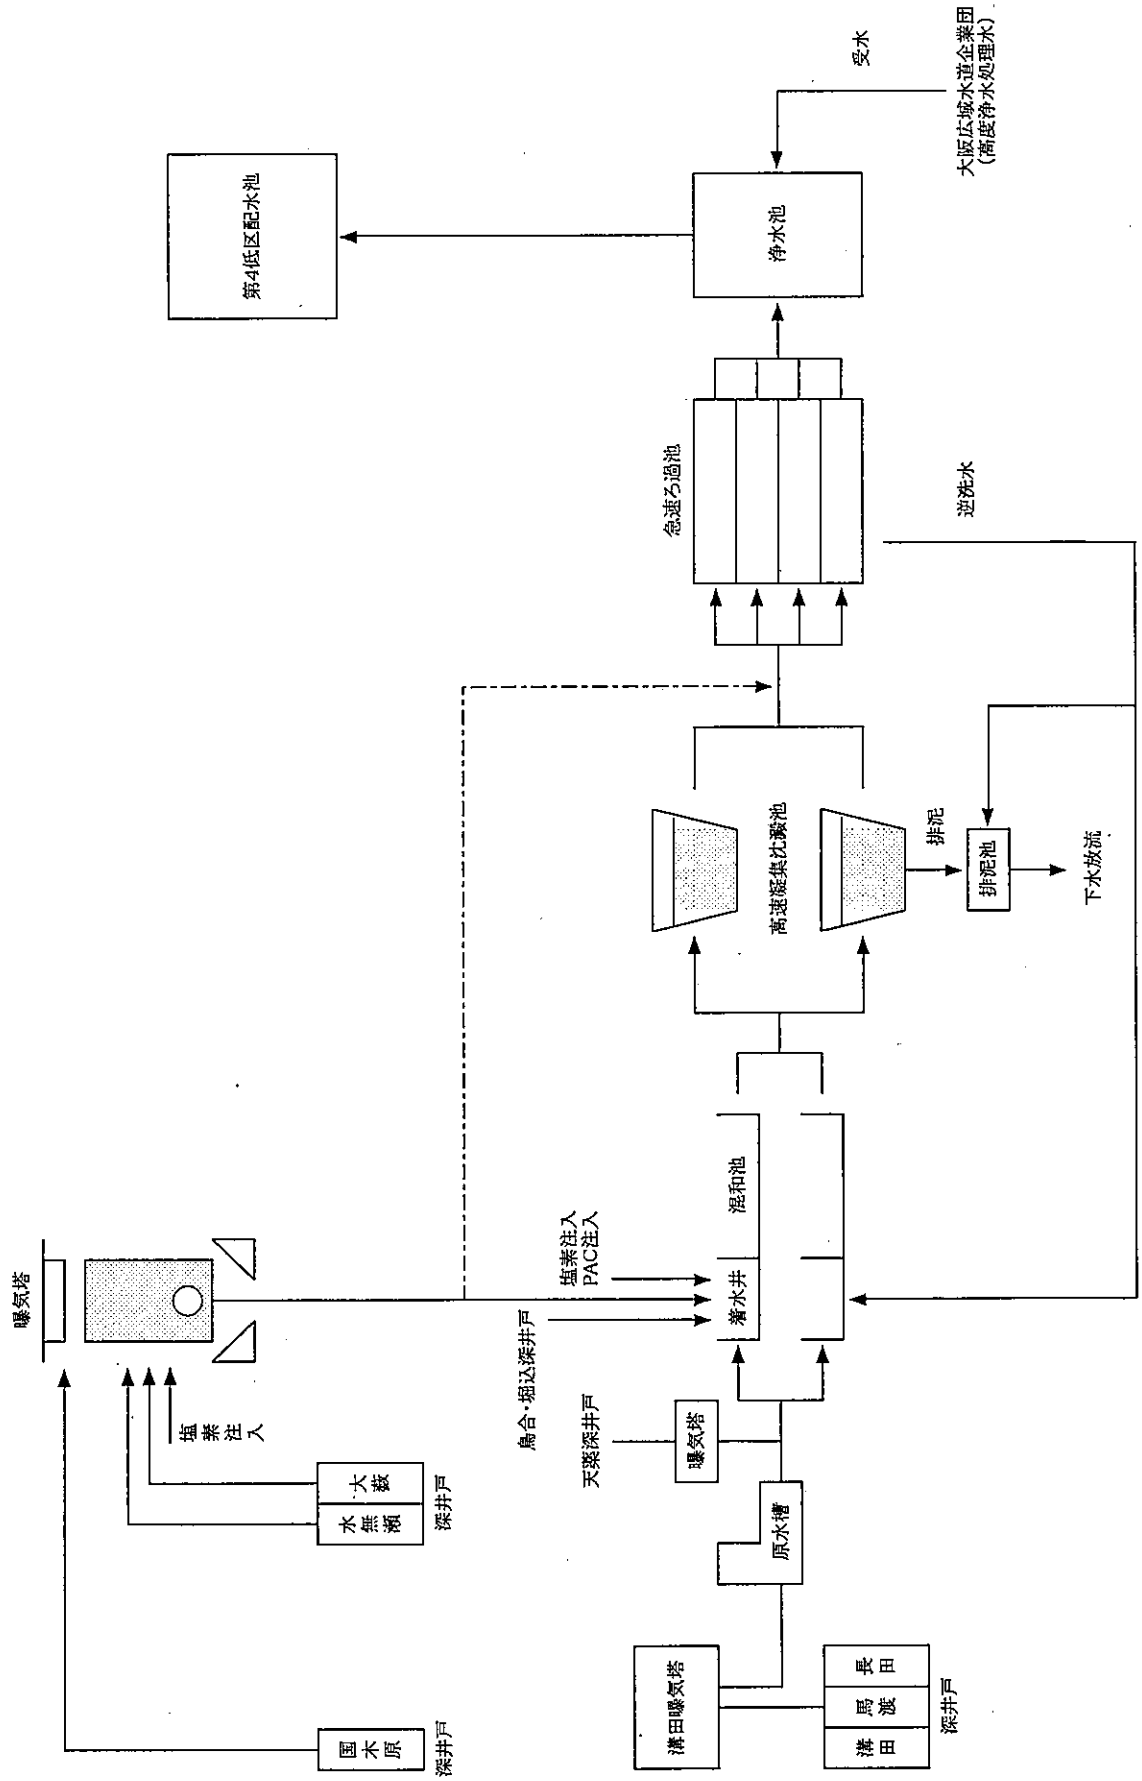 曝気塔
国木原
深井戸
水無瀬
大薮
深井戸
塩素注入
第4低区配水池
鳥合・堀込深井戸
塩素注入
PAC注入
天薬深井戸
曝気塔
溝田曝気塔
溝田
馬渡
長田
深井戸
原水槽
着水井
混和池
高速凝集沈澱池
排泥
排泥池
下水放流
急速ろ過池
逆洗水
浄水池
受水
大阪広域水道企業団
(高度浄水処理水)